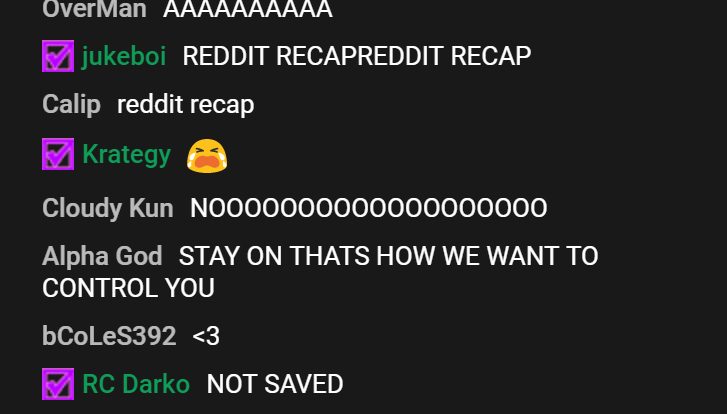 OverMan AAAAAAAAAA
jukeboi REDDIT RECAPREDDIT RECAP
Calip reddit recap
Krategy 😭
Cloudy Kun NOOOOOOOOOOOOOOOOOOO
Alpha God STAY ON THATS HOW WE WANT TO
CONTROL YOU
bCoLeS392 <3
RC Darko NOT SAVED